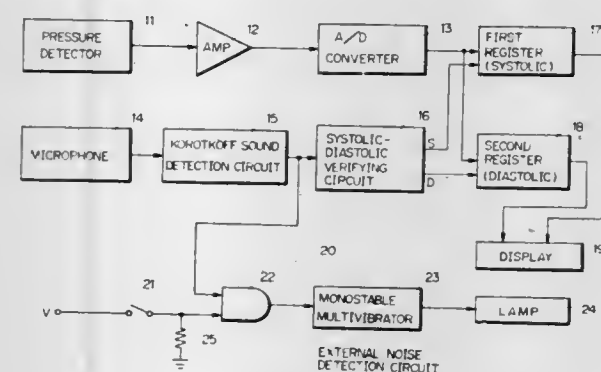 11
PRESSURE
DETECTOR
12
AMP
A/D
CONVERTER
13
FIRST
REGISTER
(SYSTOLIC)
17
14
MICROPHONE
15
KOROTKOFF SOUND
DETECTION CIRCUIT
16
SYSTOLIC-
DIASTOLIC
VERIFYING
CIRCUIT
S
D
18
SECOND
REGISTER
(DIASTOLIC)
19
DISPLAY
20
V
21
22
25
23
MONOSTABLE
MULTIVIBRATOR
24
LAMP
EXTERNAL NOISE
DETECTION CIRCUIT